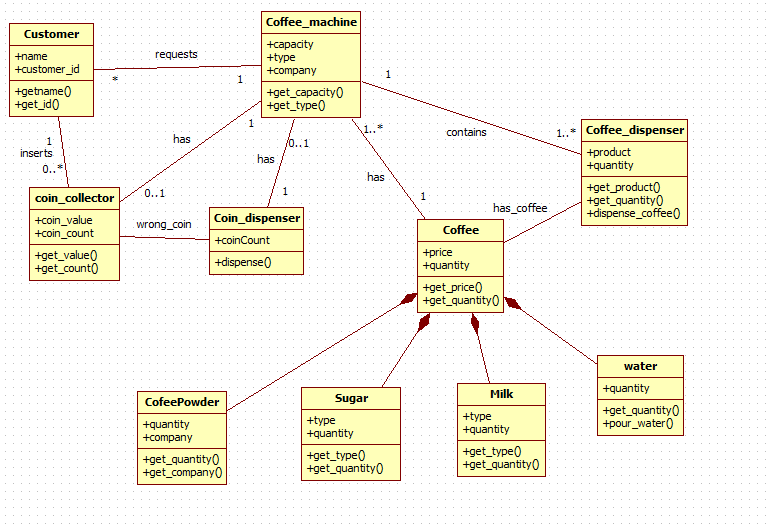 Customer
+name
+customer_id
+getname()
+get_id()
requests
*
1
Coffee_machine
+capacity
+type
+company
+get_capacity()
+get_type()
1
inserts
0..*
has
1
0..1
0..1
has
1
1..*
has
1
1
contains
1..*
Coffee_dispenser
+product
+quantity
+get_product()
+get_quantity()
+dispense_coffee()
coin_collector
+coin_value
+coin_count
+get_value()
+get_count()
wrong_coin
Coin_dispenser
+coinCount
+dispense()
has_coffee
Coffee
+price
+quantity
+get_price()
+get_quantity()
CofeePowder
+quantity
+company
+get_quantity()
+get_company()
Sugar
+type
+quantity
+get_type()
+get_quantity()
Milk
+type
+quantity
+get_type()
+get_quantity()
water
+quantity
+get_quantity()
+pour_water()